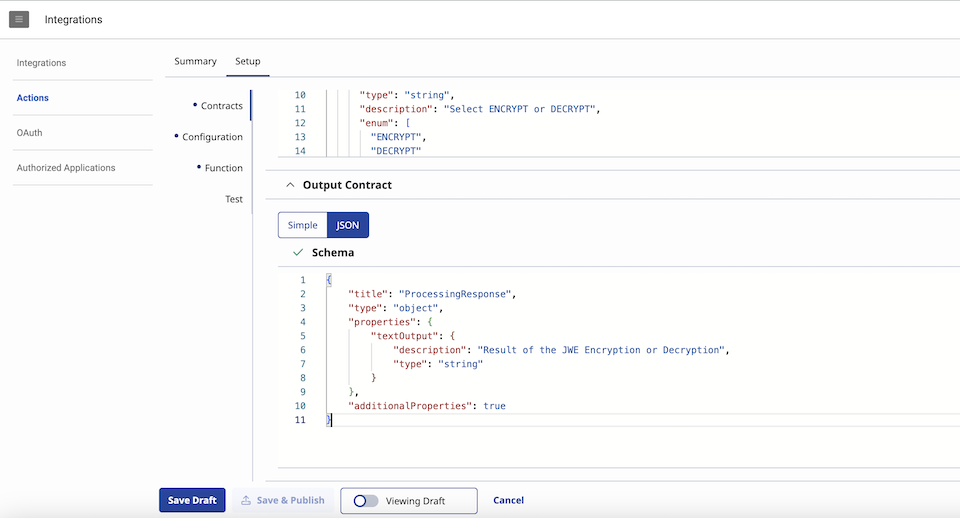 Integrations
Integrations
Actions
OAuth
Authorized Applications
Summary
Setup
Contracts
Configuration
Function
Test
10 "type": "string",
11 "description": "Select ENCRYPT or DECRYPT",
12 "enum": [
13 "ENCRYPT",
14 "DECRYPT"
Output Contract
Simple
JSON
Schema
1 {
2 "title": "ProcessingResponse",
3 "type": "object",
4 "properties": {
5 "textOutput": {
6 "description": "Result of the JWE Encryption or Decryption",
7 "type": "string"
8 }
9 },
10 "additionalProperties": true
11 }
Save Draft
Save & Publish
Viewing Draft
Cancel